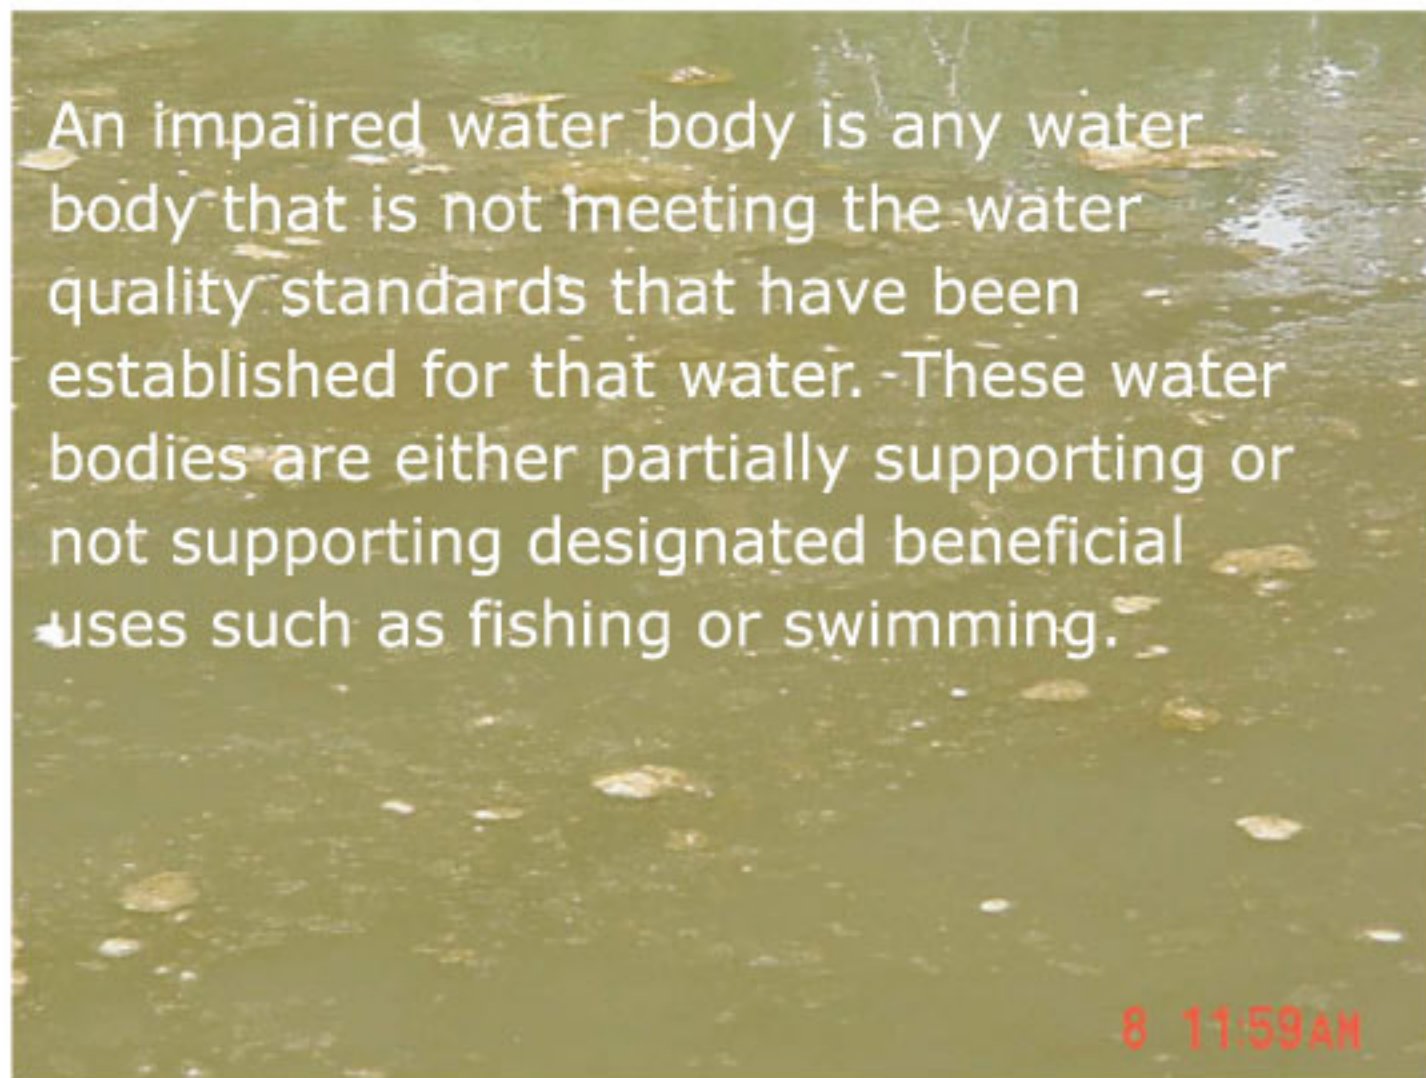 An impaired water body is any water
body that is not meeting the water
quality standards that have been
established for that water. These water
bodies are either partially supporting or
not supporting designated beneficial
uses such as fishing or swimming.
8 11:59AM